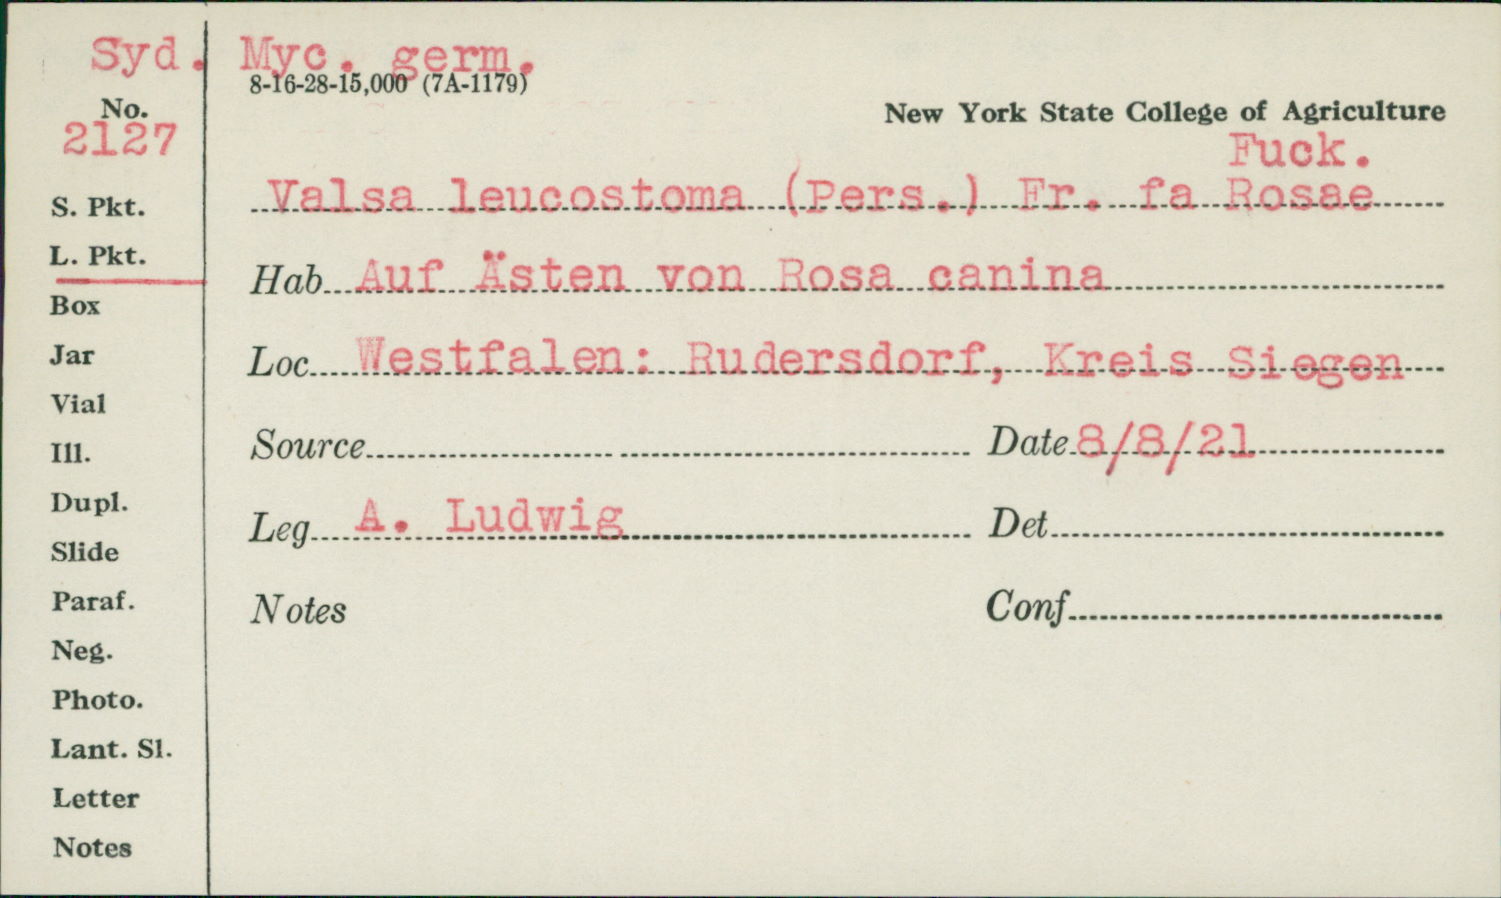 Syd. Myc. germ.
8-16-28-15,000 (7A-1179)
No.
2127
New York State College of Agriculture
Fuck.
Valsa leucostoma (Pers.) Fr. fa Rosae
S. Pkt.
L. Pkt.
Hab Auf Ästen von Rosa canina
Box
Jar
Loc Westfalen: Rudersdorf, Kreis Siegen
Vial
Source Date 8/8/21
Ill.
Dupl.
Leg A. Ludwig Det
Slide
Paraf.
Notes Conf
Neg.
Photo.
Lant. Sl.
Letter
Notes